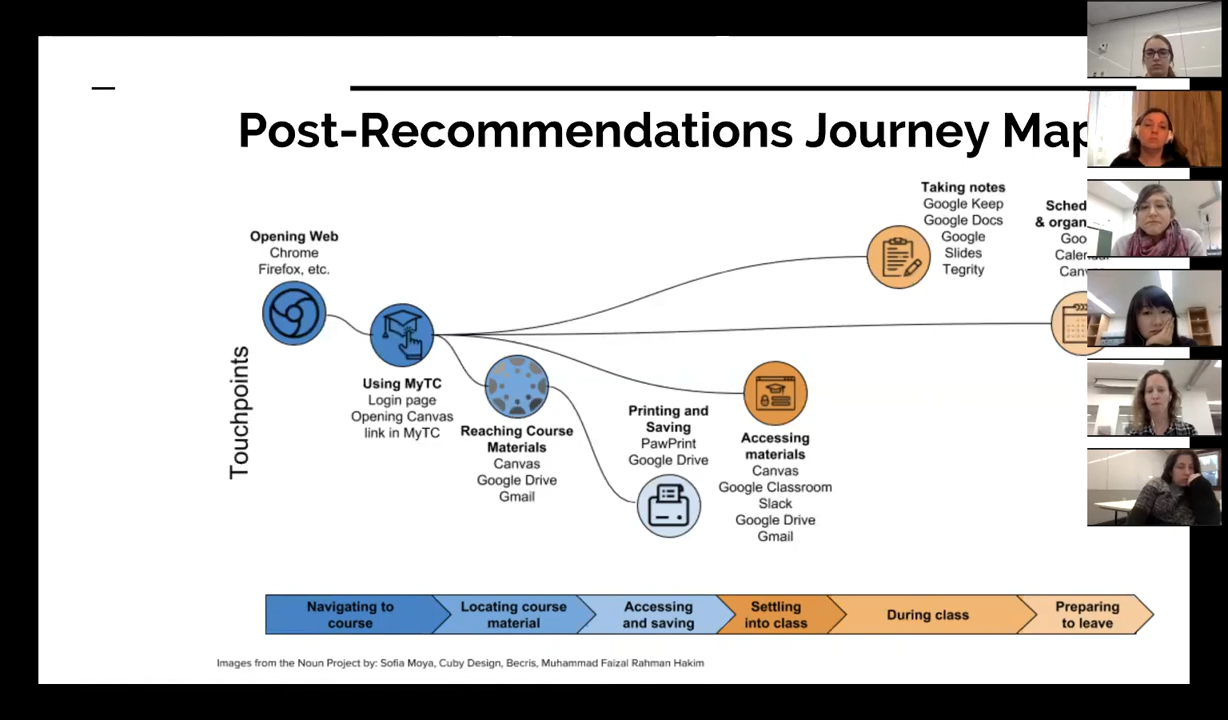 Post-Recommendations Journey Map
Taking notes
Google Keep
Google Docs
Google
Slides
Tegrity
Sched
& organ
Goo
Calendar
Canv
Opening Web
Chrome
Firefox, etc.
Touchpoints
Using MyTC
Login page
Opening Canvas
link in MyTC
Reaching Course
Materials
Canvas
Google Drive
Gmail
Printing and
Saving
PawPrint
Google Drive
Accessing
materials
Canvas
Google Classroom
Slack
Google Drive
Gmail
Navigating to
course
Locating course
material
Accessing
and saving
Settling
into class
During class
Preparing
to leave
Images from the Noun Project by: Sofia Moya, Cuby Design, Becris, Muhammad Faizal Rahman Hakim